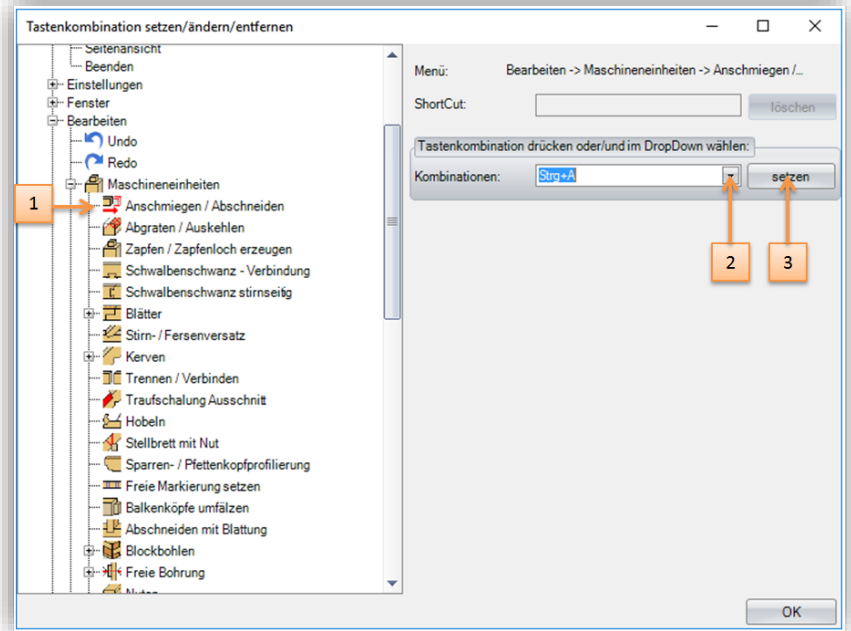 Tastenkombination setzen/ändern/entfernen
Seitenansicht
Beenden
Einstellungen
Fenster
Bearbeiten
Undo
Redo
Maschineneinheiten
1
Anschmiegen / Abschneiden
Abgraten / Auskehlen
Zapfen / Zapfenloch erzeugen
Schwalbenschwanz - Verbindung
Schwalbenschwanz stirnseitig
Blätter
Stirn- / Fersenversatz
Kerven
Trennen / Verbinden
Traufschalung Ausschnitt
Hobeln
Stellbrett mit Nut
Sparren- / Pfettenkopfprofilierung
Freie Markierung setzen
Balkenköpfe umfälzen
Abschneiden mit Blattung
Blockbohlen
Freie Bohrung
Nuten
Menü: Bearbeiten -> Maschineneinheiten -> Anschmiegen /...
ShortCut: löschen
Tastenkombination drücken oder/und im DropDown wählen:
Kombinationen: Strg+A setzen
2 3
OK